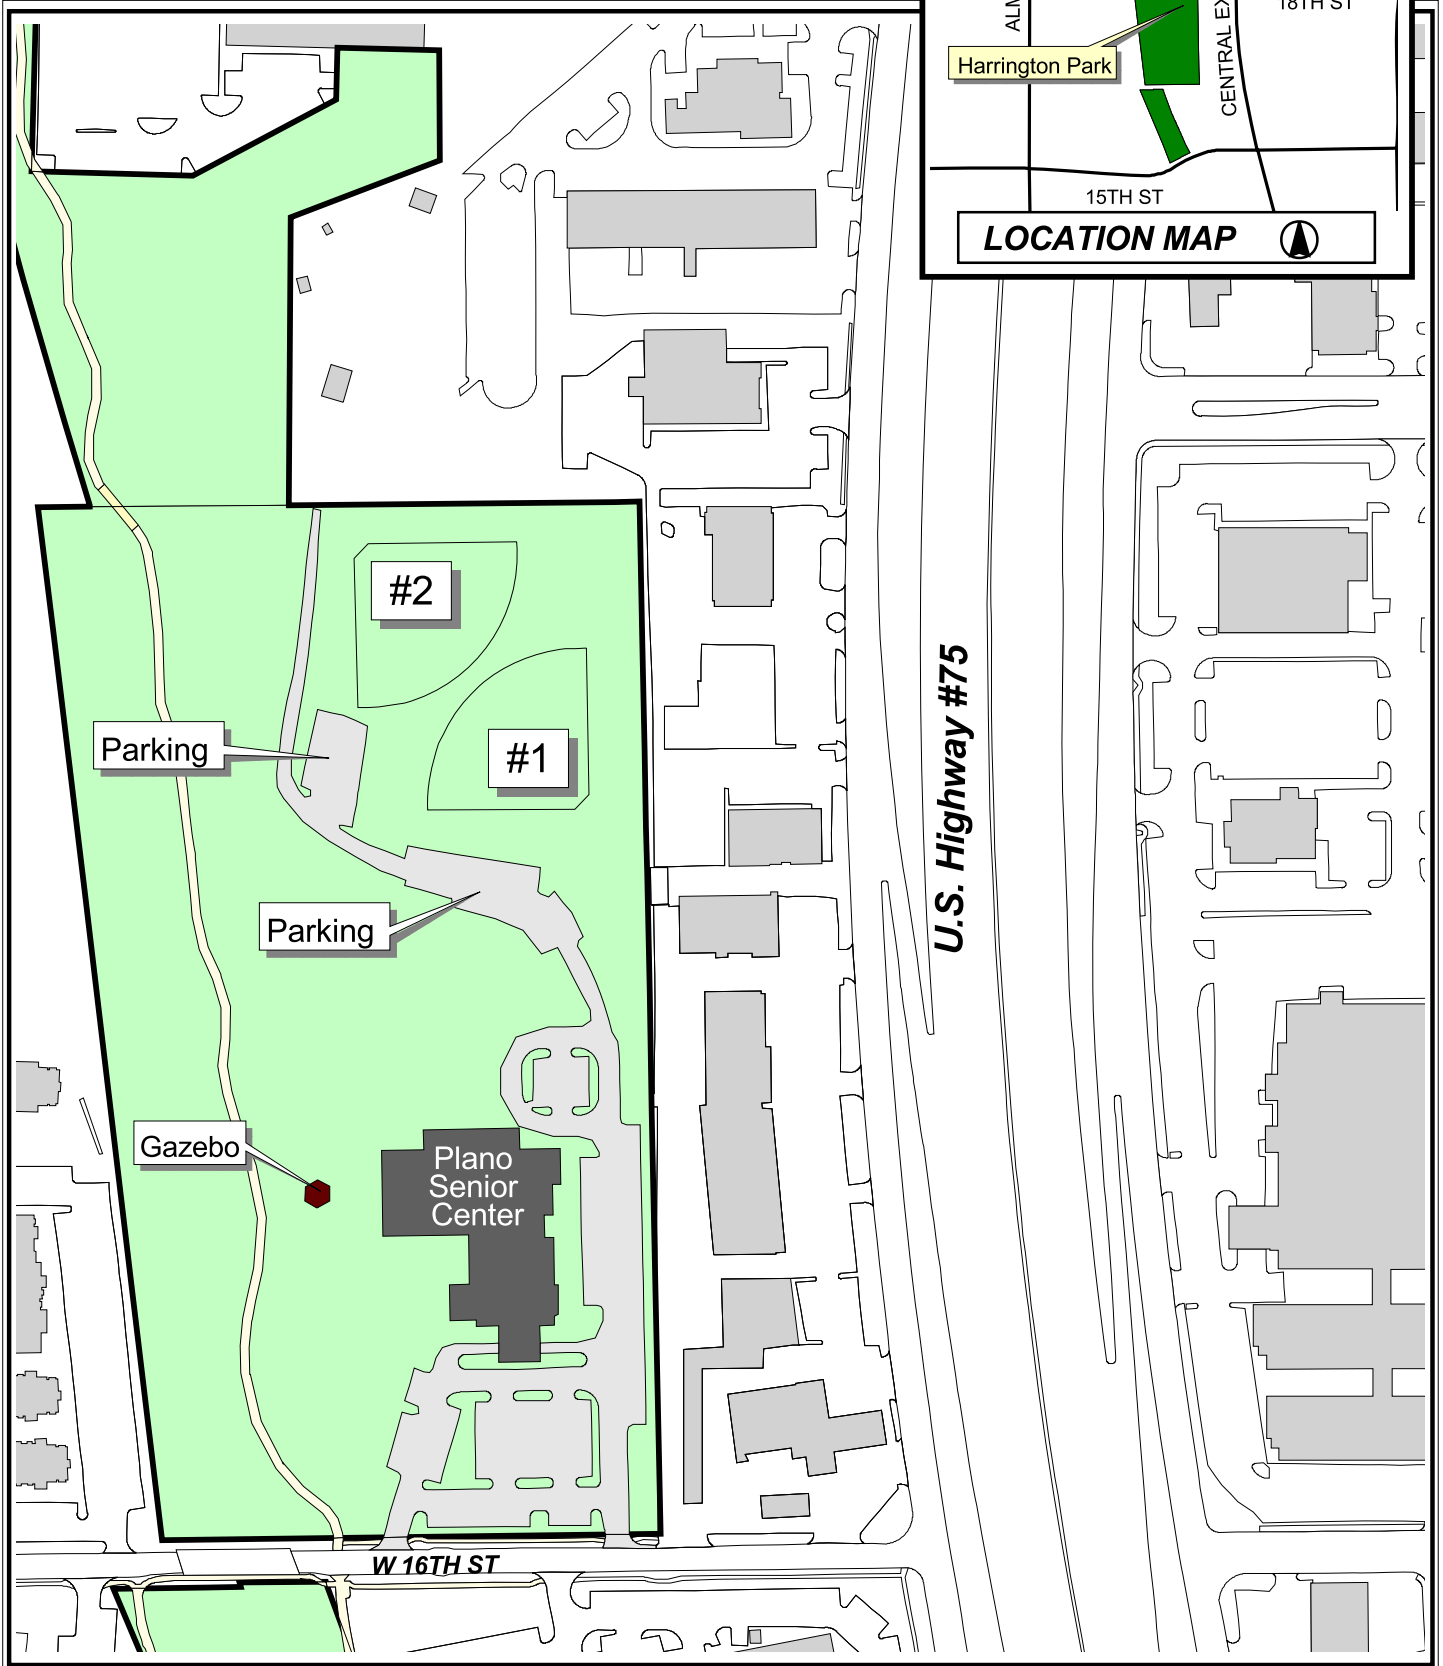 18TH ST
Harrington Park
15TH ST
LOCATION MAP
#2
#1
Parking
Parking
U.S. Highway #75
Gazebo
Plano
Senior
Center
W 16TH ST